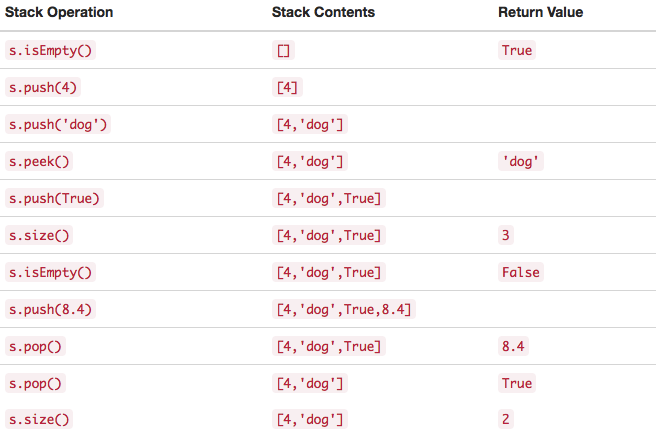 Stack Operation Stack Contents Return Value
s.isEmpty() [] True
s.push(4) [4]
s.push('dog') [4,'dog']
s.peek() [4,'dog'] 'dog'
s.push(True) [4,'dog',True]
s.size() [4,'dog',True] 3
s.isEmpty() [4,'dog',True] False
s.push(8.4) [4,'dog',True,8.4]
s.pop() [4,'dog',True] 8.4
s.pop() [4,'dog'] True
s.size() [4,'dog'] 2